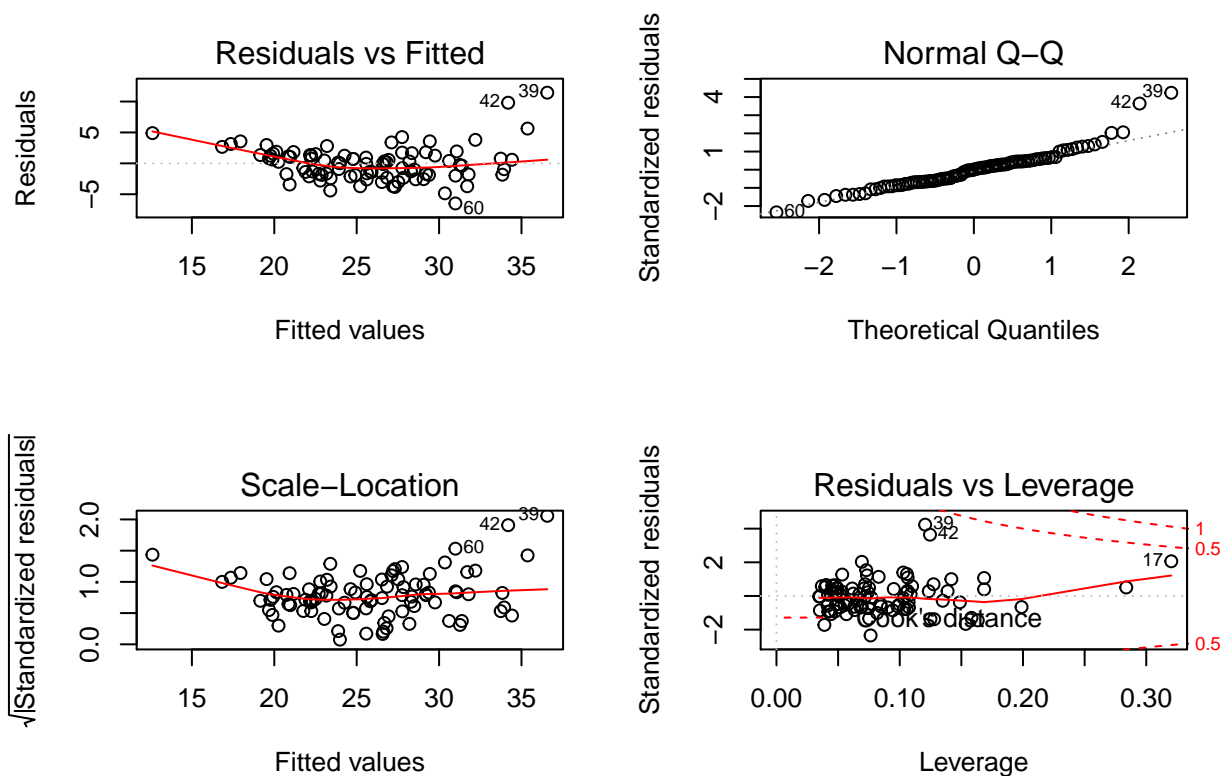 Residuals vs Fitted
Residuals
5
−5
42
39
60
15 20 25 30 35
Fitted values
Normal Q−Q
Standardized residuals
4
1
−2
42
39
60
−2 −1 0 1 2
Theoretical Quantiles
Scale−Location
√|Standardized residuals|
2.0
1.0
0.0
42
39
60
15 20 25 30 35
Fitted values
Residuals vs Leverage
Standardized residuals
2
0
−2
39
42
17
1
0.5
0.5
Cook's distance
0.00 0.10 0.20 0.30
Leverage